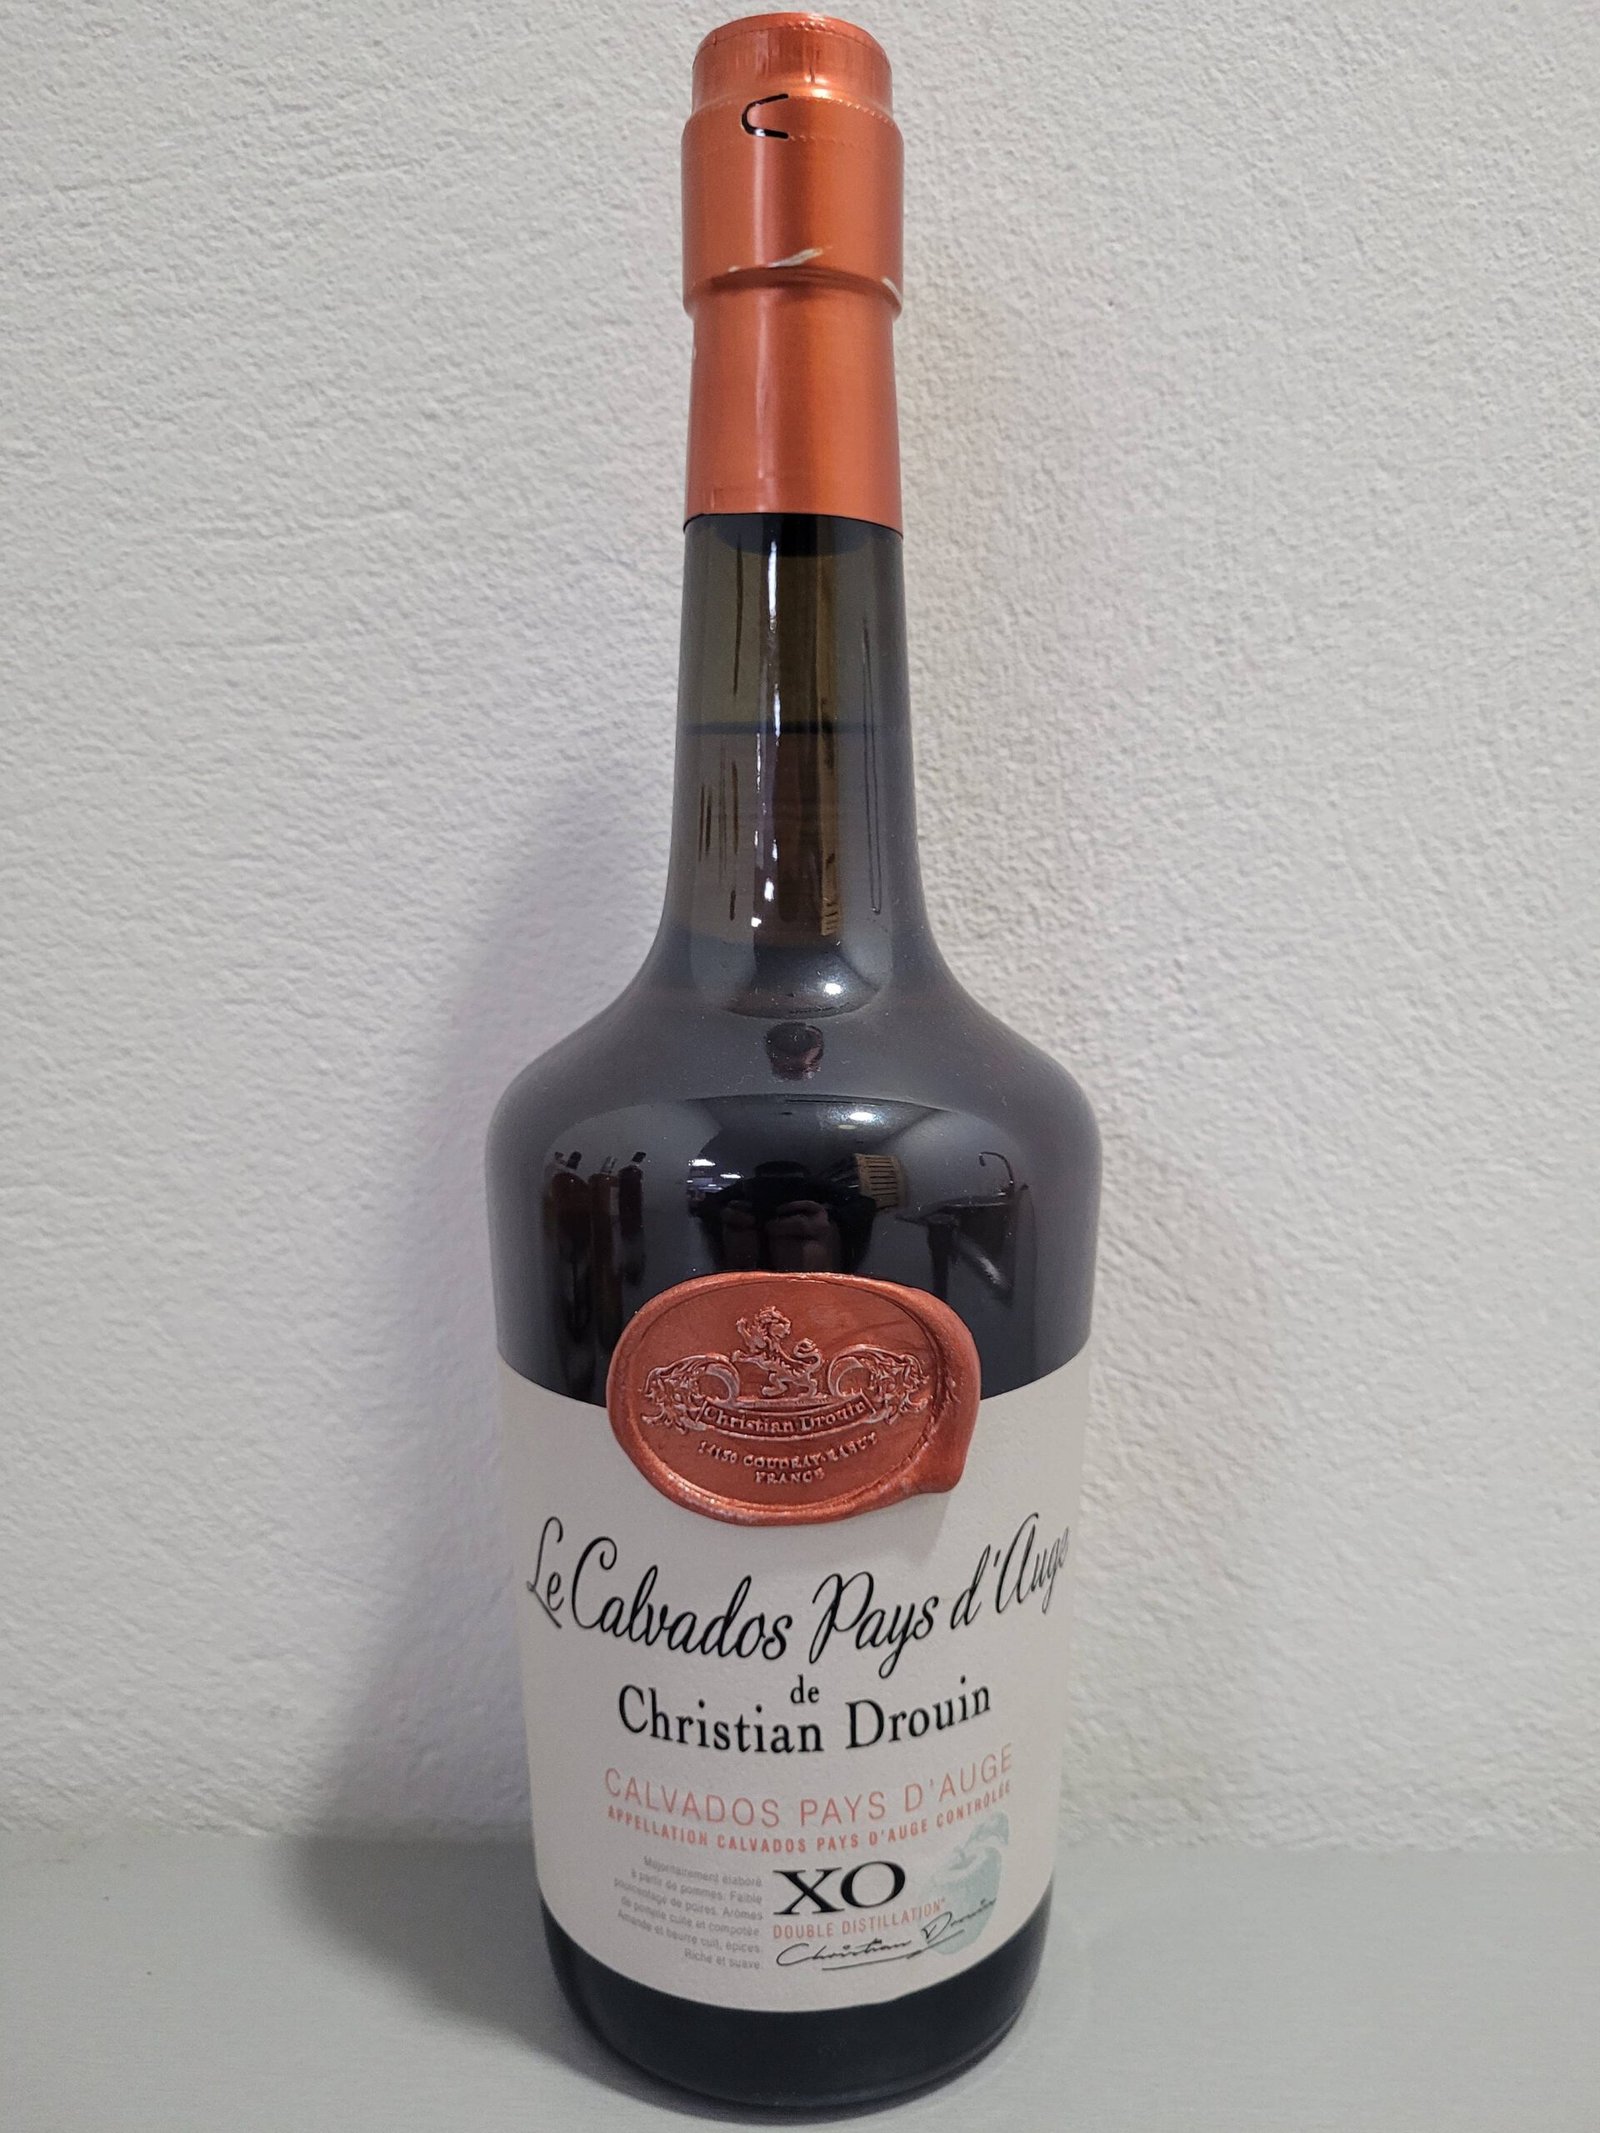 Christian Drouin
14130 COUDRAY-RABUT
FRANCE
Le Calvados Pays d'Auge
de
Christian Drouin
CALVADOS PAYS D'AUGE
APPELLATION CALVADOS PAYS D'AUGE CONTRÔLÉE
Majoritairement élaboré
à partir de pommes. Faible
pourcentage de poires. Arômes
de pomme cuite et compotée.
Amande et beurre cuit, épices.
Riche et suave.
XO
DOUBLE DISTILLATION
Christian Drouin